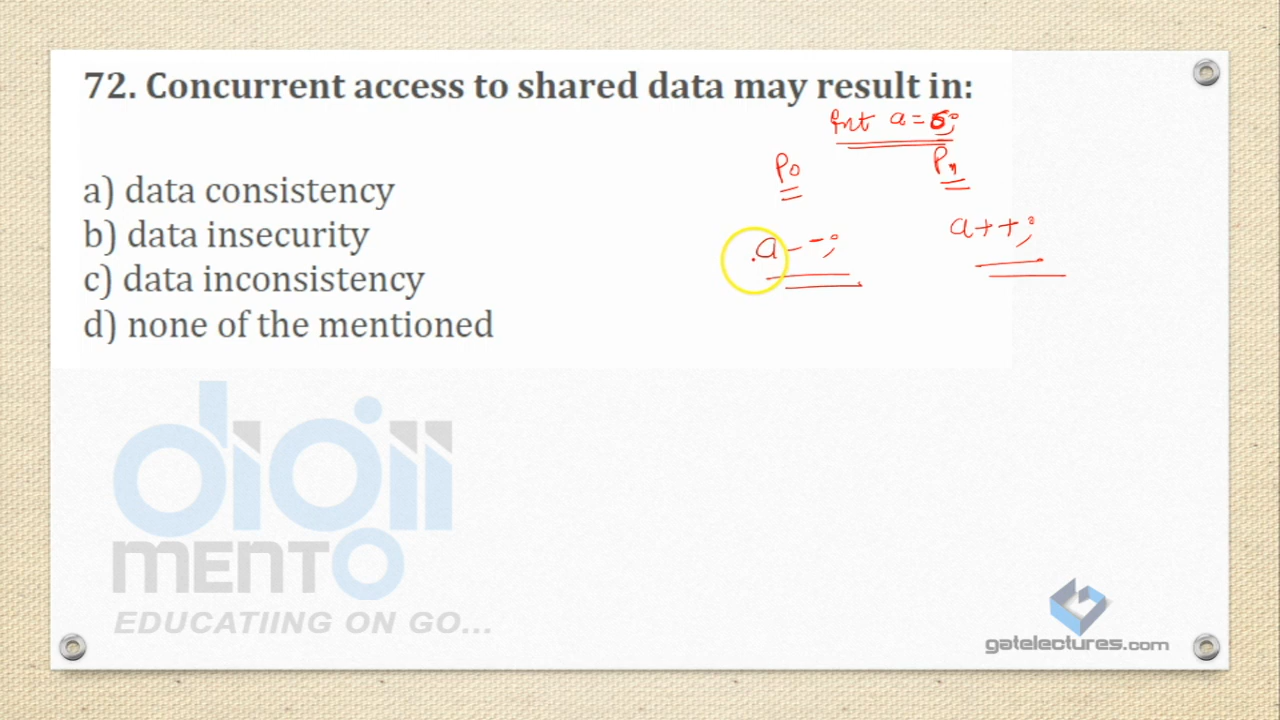 72. Concurrent access to shared data may result in:
int a = 5;
P0
P1
a) data consistency
b) data insecurity
a--;
a++;
c) data inconsistency
d) none of the mentioned
digii
MENTO
EDUCATIING ON GO...
gatelectures.com